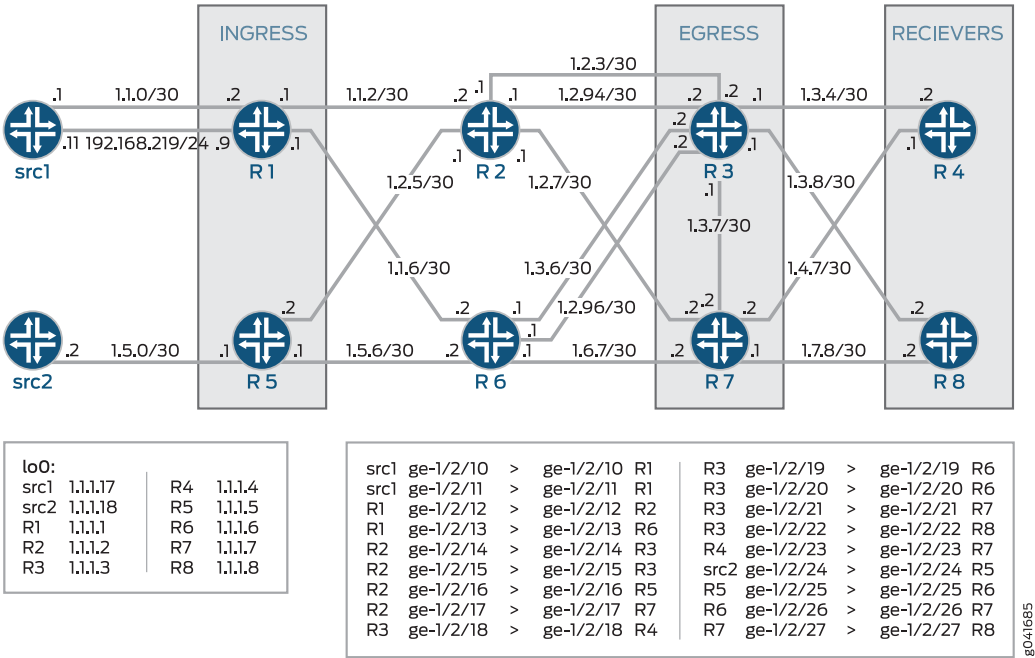 INGRESS EGRESS RECIEVERS
1.2.3/30
.1 .2
.1 1.1.0/30 .2 .1 1.1.2/30 .2 .1 1.2.94/30 .2 .1 1.3.4/30 .2
.11 192.168.219/24 .9 .1 .1 .1 .2 .2 .1 .1
src1 R 1 R 2 R 3 R 4
1.2.5/30 1.2.7/30 .1 1.3.8/30
1.3.7/30
1.1.6/30 1.3.6/30 1.4.7/30
1.2.96/30
.2 .2 .1 .2 .2 .2 .2
.1
.2 1.5.0/30 .1 .1 1.5.6/30 .2 .1 1.6.7/30 .2 .1 1.7.8/30 .2
src2 R 5 R 6 R 7 R 8
lo0:
src1 1.1.1.17 R4 1.1.1.4
src2 1.1.1.18 R5 1.1.1.5
R1 1.1.1.1 R6 1.1.1.6
R2 1.1.1.2 R7 1.1.1.7
R3 1.1.1.3 R8 1.1.1.8
src1 ge-1/2/10 > ge-1/2/10 R1 R3 ge-1/2/19 > ge-1/2/19 R6
src1 ge-1/2/11 > ge-1/2/11 R1 R3 ge-1/2/20 > ge-1/2/20 R6
R1 ge-1/2/12 > ge-1/2/12 R2 R3 ge-1/2/21 > ge-1/2/21 R7
R1 ge-1/2/13 > ge-1/2/13 R6 R3 ge-1/2/22 > ge-1/2/22 R8
R2 ge-1/2/14 > ge-1/2/14 R3 R4 ge-1/2/23 > ge-1/2/23 R7
R2 ge-1/2/15 > ge-1/2/15 R3 src2 ge-1/2/24 > ge-1/2/24 R5
R2 ge-1/2/16 > ge-1/2/16 R5 R5 ge-1/2/25 > ge-1/2/25 R6
R2 ge-1/2/17 > ge-1/2/17 R7 R6 ge-1/2/26 > ge-1/2/26 R7
R3 ge-1/2/18 > ge-1/2/18 R4 R7 ge-1/2/27 > ge-1/2/27 R8
g041685